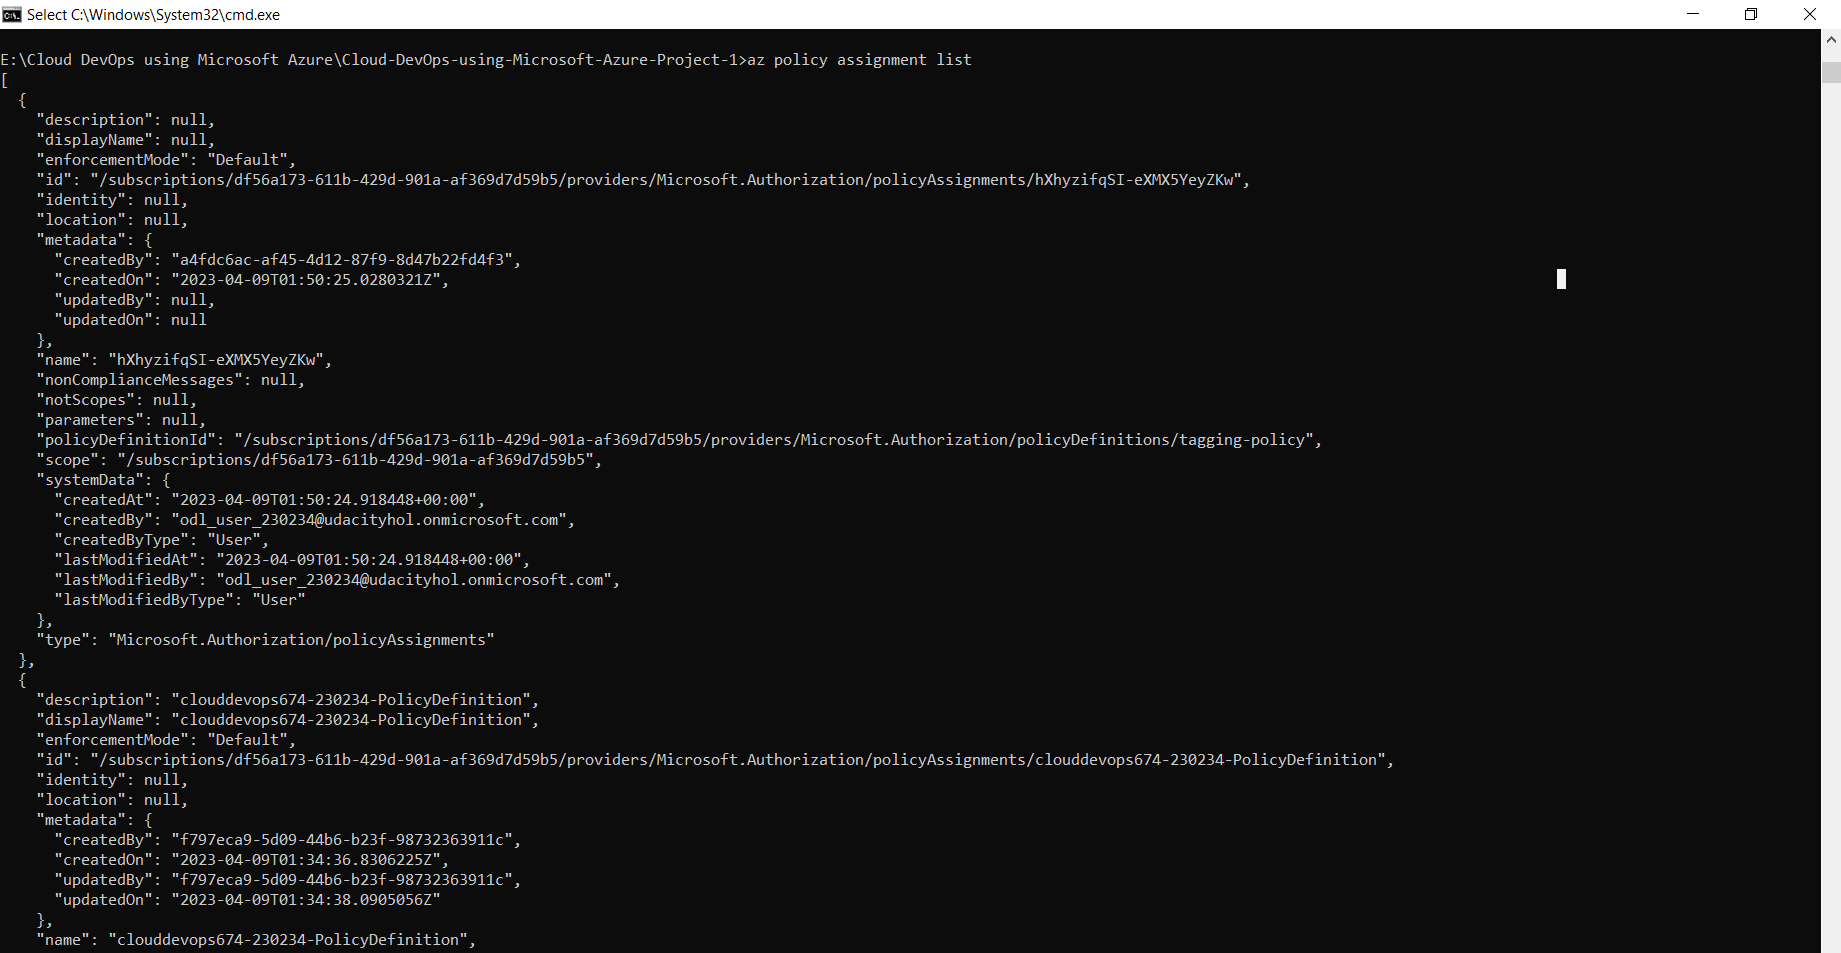 Select C:\Windows\System32\cmd.exe
E:\Cloud DevOps using Microsoft Azure\Cloud-DevOps-using-Microsoft-Azure-Project-1>az policy assignment list
[
  {
    "description": null,
    "displayName": null,
    "enforcementMode": "Default",
    "id": "/subscriptions/df56a173-611b-429d-901a-af369d7d59b5/providers/Microsoft.Authorization/policyAssignments/hXhyzifqSI-eXMX5YeyZKw",
    "identity": null,
    "location": null,
    "metadata": {
      "createdBy": "a4fdc6ac-af45-4d12-87f9-8d47b22fd4f3",
      "createdOn": "2023-04-09T01:50:25.0280321Z",
      "updatedBy": null,
      "updatedOn": null
    },
    "name": "hXhyzifqSI-eXMX5YeyZKw",
    "nonComplianceMessages": null,
    "notScopes": null,
    "parameters": null,
    "policyDefinitionId": "/subscriptions/df56a173-611b-429d-901a-af369d7d59b5/providers/Microsoft.Authorization/policyDefinitions/tagging-policy",
    "scope": "/subscriptions/df56a173-611b-429d-901a-af369d7d59b5",
    "systemData": {
      "createdAt": "2023-04-09T01:50:24.918448+00:00",
      "createdBy": "odl_user_230234@udacityhol.onmicrosoft.com",
      "createdByType": "User",
      "lastModifiedAt": "2023-04-09T01:50:24.918448+00:00",
      "lastModifiedBy": "odl_user_230234@udacityhol.onmicrosoft.com",
      "lastModifiedByType": "User"
    },
    "type": "Microsoft.Authorization/policyAssignments"
  },
  {
    "description": "clouddevops674-230234-PolicyDefinition",
    "displayName": "clouddevops674-230234-PolicyDefinition",
    "enforcementMode": "Default",
    "id": "/subscriptions/df56a173-611b-429d-901a-af369d7d59b5/providers/Microsoft.Authorization/policyAssignments/clouddevops674-230234-PolicyDefinition",
    "identity": null,
    "location": null,
    "metadata": {
      "createdBy": "f797eca9-5d09-44b6-b23f-98732363911c",
      "createdOn": "2023-04-09T01:34:36.8306225Z",
      "updatedBy": "f797eca9-5d09-44b6-b23f-98732363911c",
      "updatedOn": "2023-04-09T01:34:38.0905056Z"
    },
    "name": "clouddevops674-230234-PolicyDefinition",